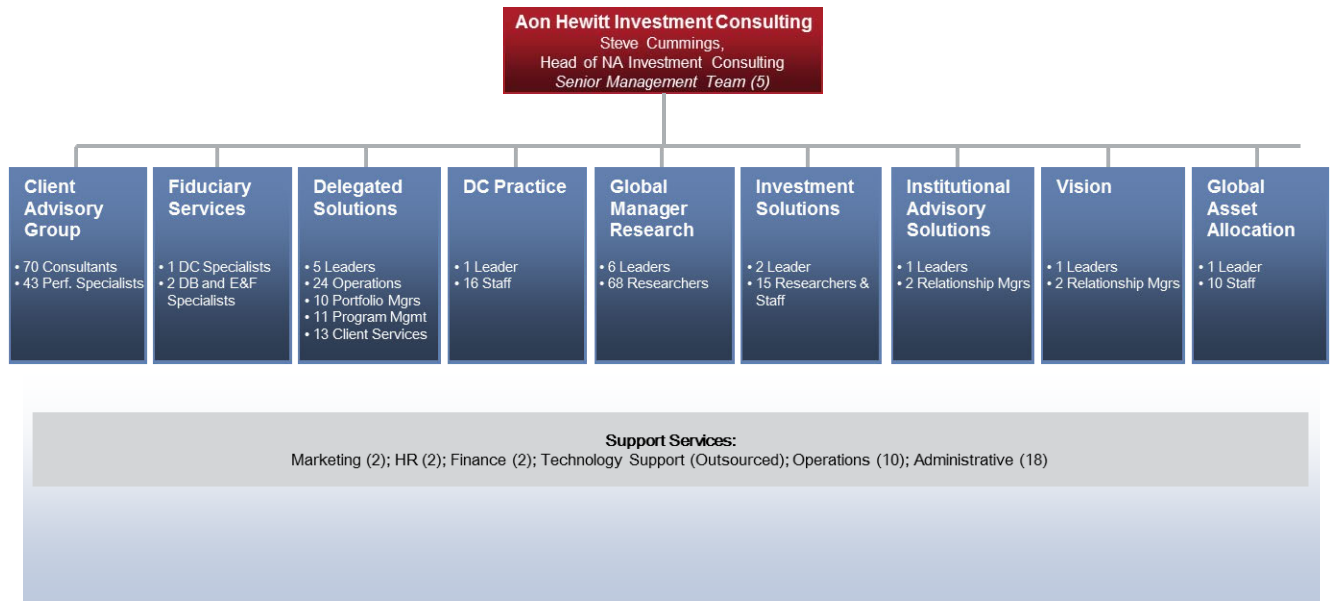 Aon Hewitt Investment Consulting
Steve Cummings,
Head of NA Investment Consulting
Senior Management Team (5)
Client
Advisory
Group
• 70 Consultants
• 43 Perf. Specialists
Fiduciary
Services
• 1 DC Specialists
• 2 DB and E&F
Specialists
Delegated
Solutions
• 5 Leaders
• 24 Operations
• 10 Portfolio Mgrs
• 11 Program Mgmt
• 13 Client Services
DC Practice
• 1 Leader
• 16 Staff
Global
Manager
Research
• 6 Leaders
• 68 Researchers
Investment
Solutions
• 2 Leader
• 15 Researchers &
Staff
Institutional
Advisory
Solutions
• 1 Leaders
• 2 Relationship Mgrs
Vision
• 1 Leaders
• 2 Relationship Mgrs
Global
Asset
Allocation
• 1 Leader
• 10 Staff
Support Services:
Marketing (2); HR (2); Finance (2); Technology Support (Outsourced); Operations (10); Administrative (18)